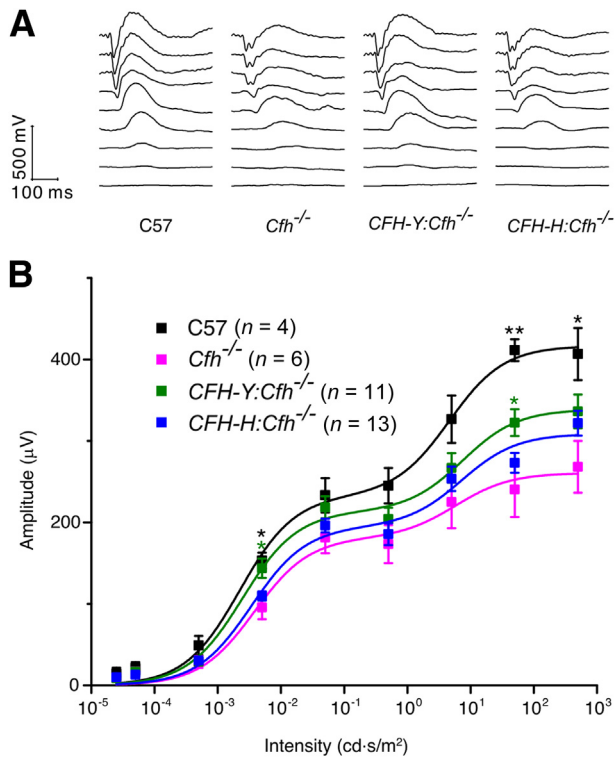 A
500 mV
100 ms
C57
Cfh-/-
CFH-Y:Cfh-/-
CFH-H:Cfh-/-
B
C57 (n = 4)
Cfh-/- (n = 6)
CFH-Y:Cfh-/- (n = 11)
CFH-H:Cfh-/- (n = 13)
**
*
*
*
*
400
200
0
Amplitude (µV)
10-5
10-4
10-3
10-2
10-1
100
101
102
103
Intensity (cd·s/m2)